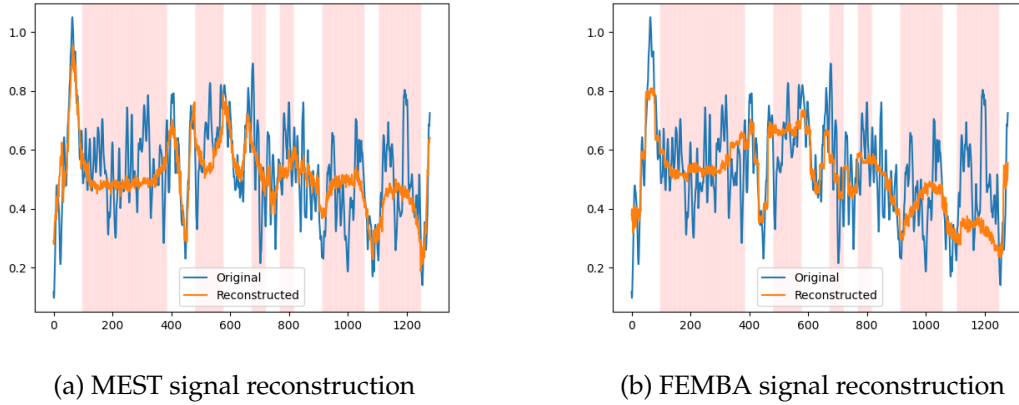 1.0
0.8
0.6
0.4
0.2
Original
Reconstructed
0 200 400 600 800 1000 1200
(a) MEST signal reconstruction
1.0
0.8
0.6
0.4
0.2
Original
Reconstructed
0 200 400 600 800 1000 1200
(b) FEMBA signal reconstruction